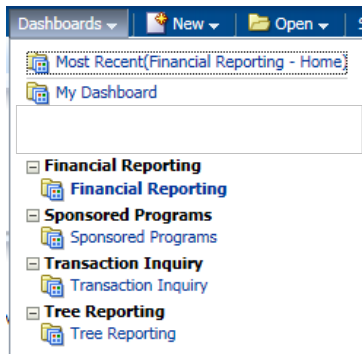 Dashboards New Open
Most Recent(Financial Reporting - Home)
My Dashboard
Financial Reporting
Financial Reporting
Sponsored Programs
Sponsored Programs
Transaction Inquiry
Transaction Inquiry
Tree Reporting
Tree Reporting